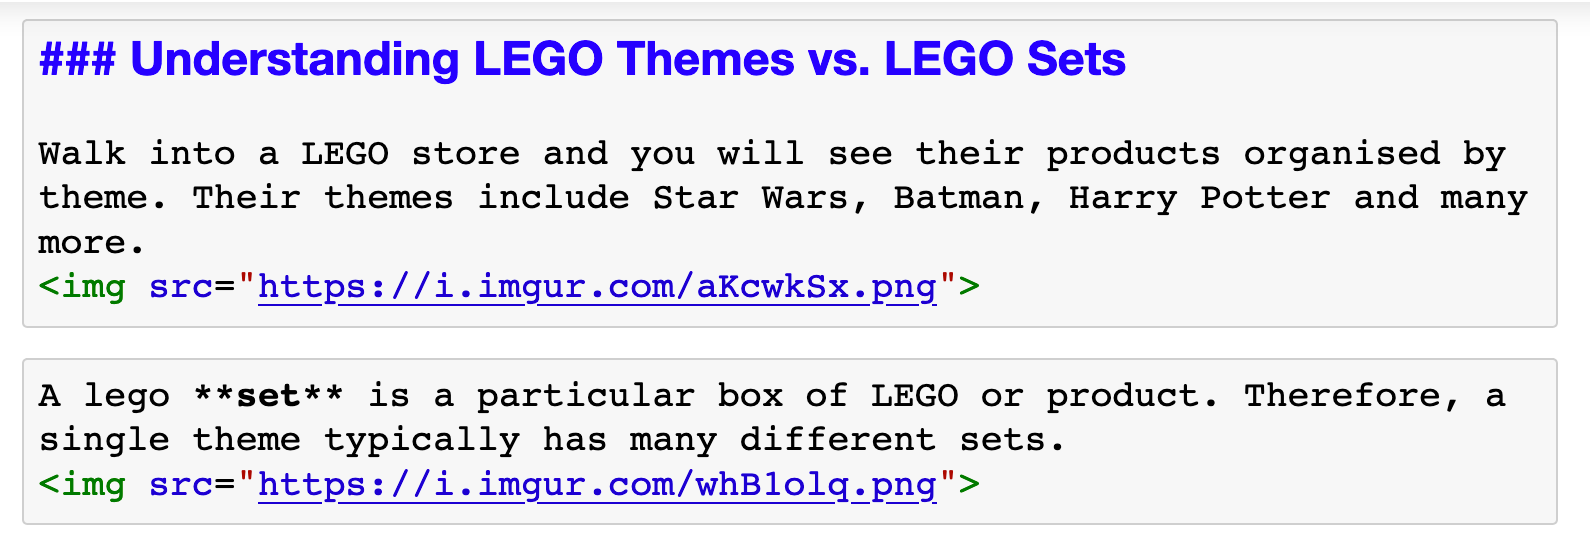 ### Understanding LEGO Themes vs. LEGO Sets
Walk into a LEGO store and you will see their products organised by
theme. Their themes include Star Wars, Batman, Harry Potter and many
more.
<img src="https://i.imgur.com/aKcwkSx.png">
A lego **set** is a particular box of LEGO or product. Therefore, a
single theme typically has many different sets.
<img src="https://i.imgur.com/whB1olq.png">